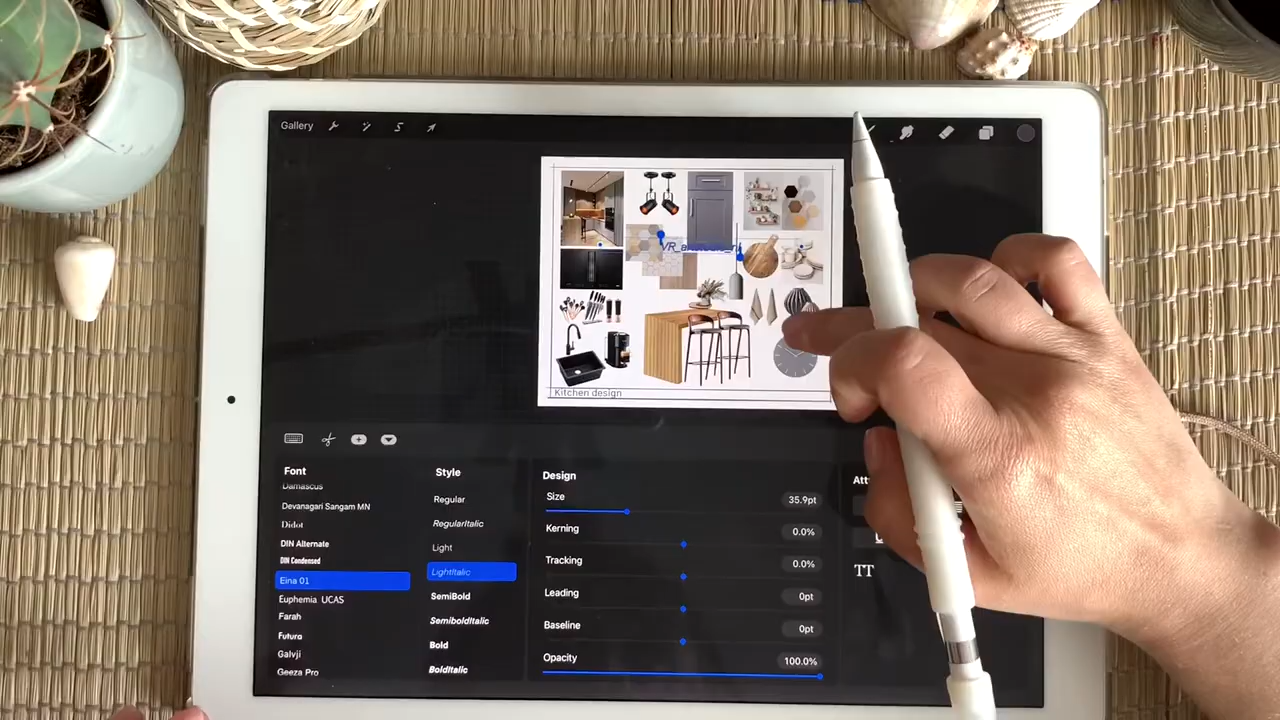 Gallery
Kitchen design
Font
Damascus
Devanagari Sangam MN
Didot
DIN Alternate
DIN Condensed
Eina 01
Euphemia UCAS
Farah
Futura
Galvji
Geeza Pro
Style
Regular
RegularItalic
Light
LightItalic
SemiBold
SemiboldItalic
Bold
BoldItalic
Design
Size 35.9pt
Kerning 0.0%
Tracking 0.0%
Leading 0pt
Baseline 0pt
Opacity 100.0%
TT